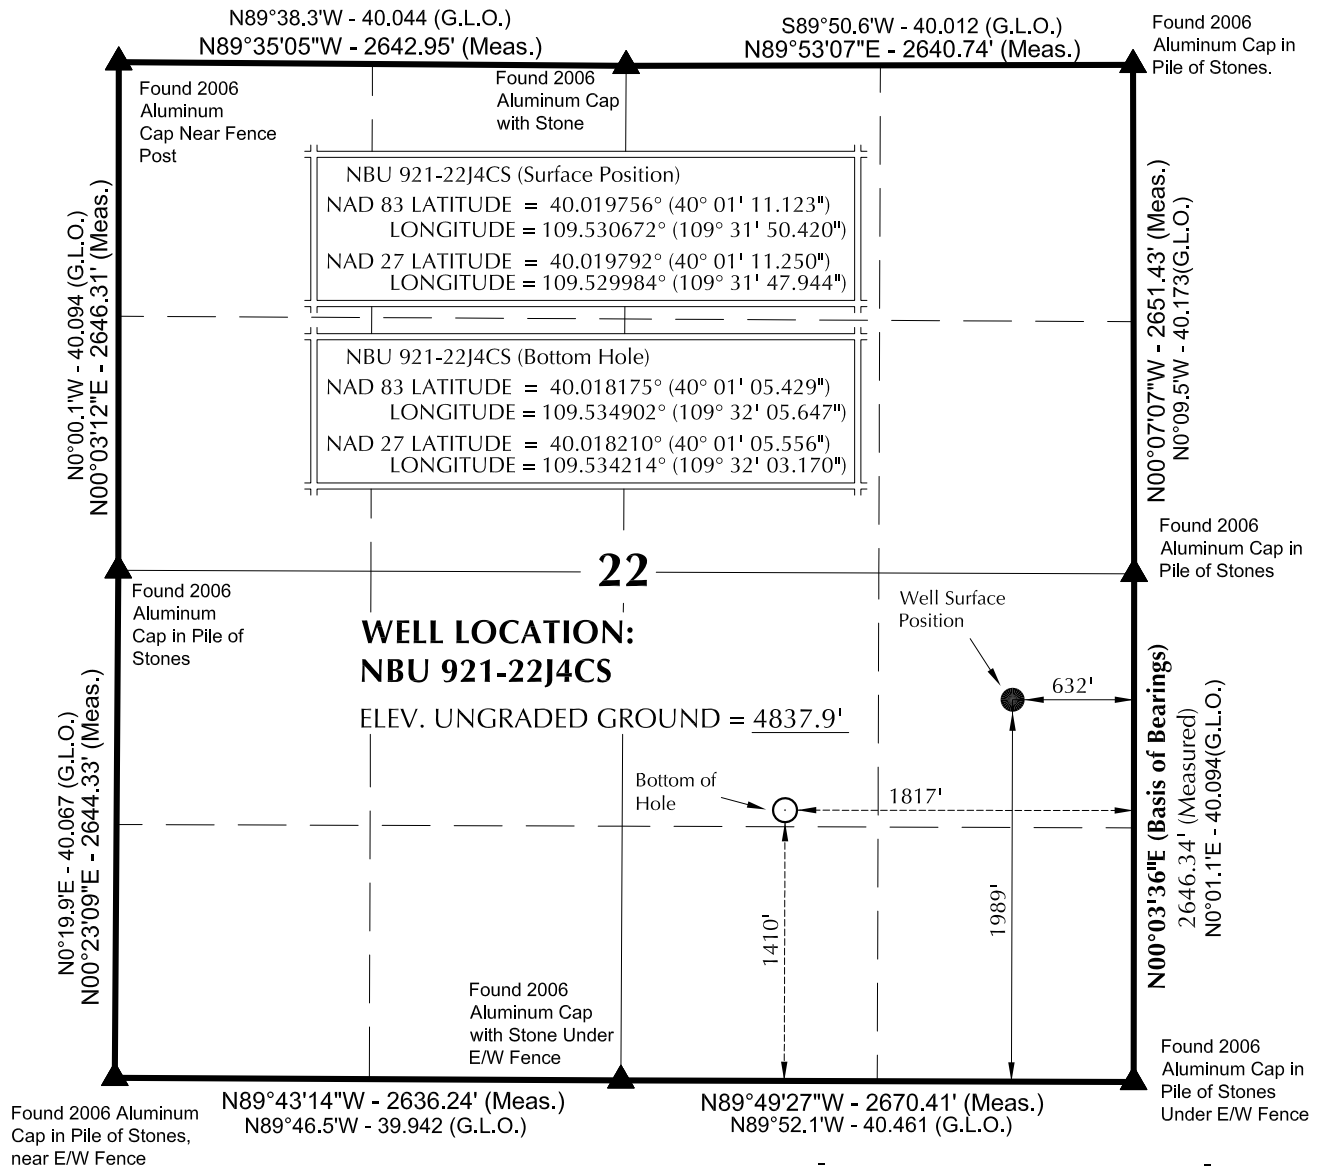 N89°38.3'W - 40.044 (G.L.O.)
N89°35'05"W - 2642.95' (Meas.)
S89°50.6'W - 40.012 (G.L.O.)
N89°53'07"E - 2640.74' (Meas.)
Found 2006
Aluminum Cap in
Pile of Stones.
Found 2006
Aluminum
Cap Near Fence
Post
Found 2006
Aluminum Cap
with Stone
NBU 921-22J4CS (Surface Position)
NAD 83 LATITUDE = 40.019756° (40° 01' 11.123")
LONGITUDE = 109.530672° (109° 31' 50.420")
NAD 27 LATITUDE = 40.019792° (40° 01' 11.250")
LONGITUDE = 109.529984° (109° 31' 47.944")
NBU 921-22J4CS (Bottom Hole)
NAD 83 LATITUDE = 40.018175° (40° 01' 05.429")
LONGITUDE = 109.534902° (109° 32' 05.647")
NAD 27 LATITUDE = 40.018210° (40° 01' 05.556")
LONGITUDE = 109.534214° (109° 32' 03.170")
N0°00.1'W - 40.094 (G.L.O.)
N00°03'12"E - 2646.31' (Meas.)
N00°07'07"W - 2651.43' (Meas.)
N0°09.5'W - 40.173(G.L.O.)
Found 2006
Aluminum Cap in
Pile of Stones
22
Found 2006
Aluminum
Cap in Pile of
Stones
WELL LOCATION:
NBU 921-22J4CS
ELEV. UNGRADED GROUND = 4837.9'
Well Surface
Position
632'
Bottom of
Hole
1817'
1410'
1989'
N0°19.9'E - 40.067 (G.L.O.)
N00°23'09"E - 2644.33' (Meas.)
N00°03'36"E (Basis of Bearings)
2646.34' (Measured)
N0°01.1'E - 40.094(G.L.O.)
Found 2006
Aluminum Cap
with Stone Under
E/W Fence
Found 2006
Aluminum Cap in
Pile of Stones
Under E/W Fence
Found 2006 Aluminum
Cap in Pile of Stones,
near E/W Fence
N89°43'14"W - 2636.24' (Meas.)
N89°46.5'W - 39.942 (G.L.O.)
N89°49'27"W - 2670.41' (Meas.)
N89°52.1'W - 40.461 (G.L.O.)